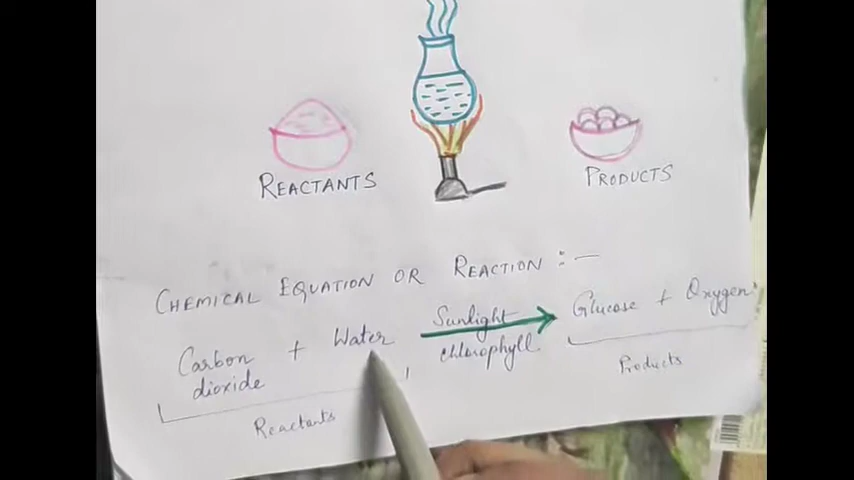 REACTANTS
PRODUCTS
CHEMICAL EQUATION OR REACTION :—
Carbon dioxide + Water
Sunlight
chlorophyll
Glucose + Oxygen
Reactants
Products